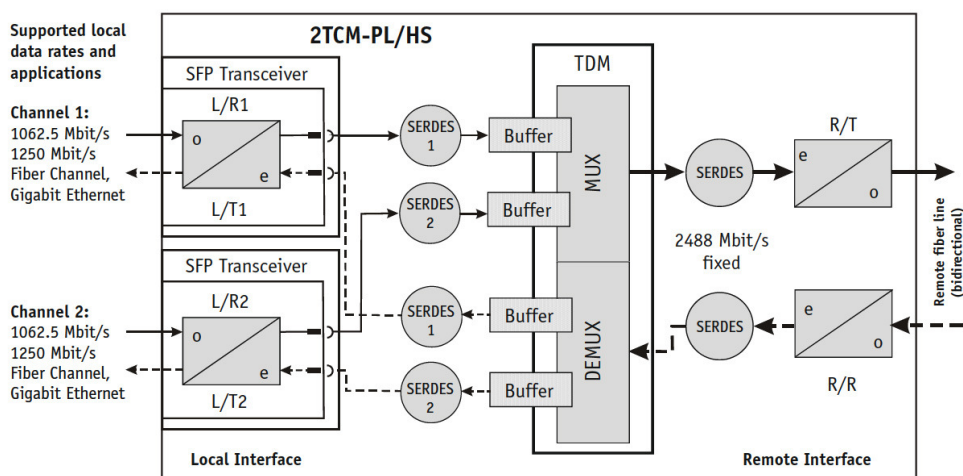 Supported local
data rates and
applications
Channel 1:
1062.5 Mbit/s
1250 Mbit/s
Fiber Channel,
Gigabit Ethernet
Channel 2:
1062.5 Mbit/s
1250 Mbit/s
Fiber Channel,
Gigabit Ethernet
2TCM-PL/HS
SFP Transceiver
L/R1
o
e
L/T1
SFP Transceiver
L/R2
o
e
L/T2
Local Interface
SERDES
1
SERDES
2
SERDES
1
SERDES
2
TDM
Buffer
Buffer
Buffer
Buffer
MUX
DEMUX
SERDES
2488 Mbit/s
fixed
SERDES
R/T
e
o
e
o
R/R
Remote fiber line
(bidirectional)
Remote Interface